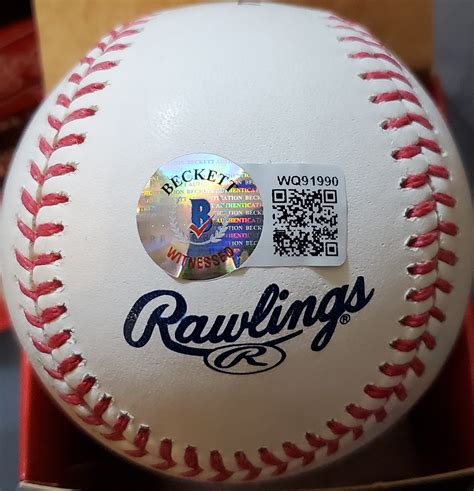 BECKETT
B
WITNESSED
WQ91990
Rawlings®
R